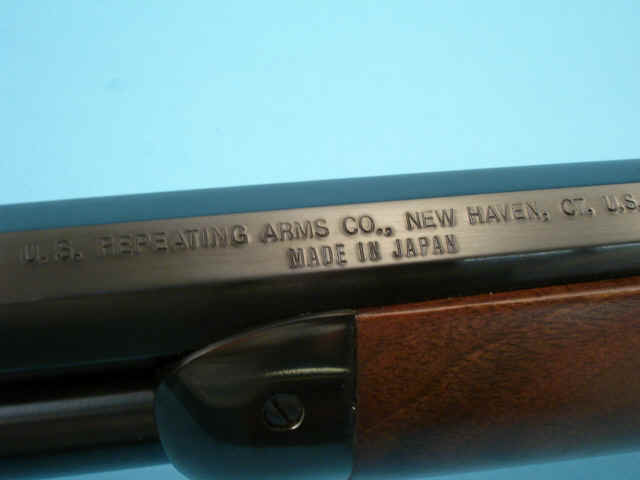 U.S. REPEATING ARMS CO., NEW HAVEN, CT. U.S.
MADE IN JAPAN